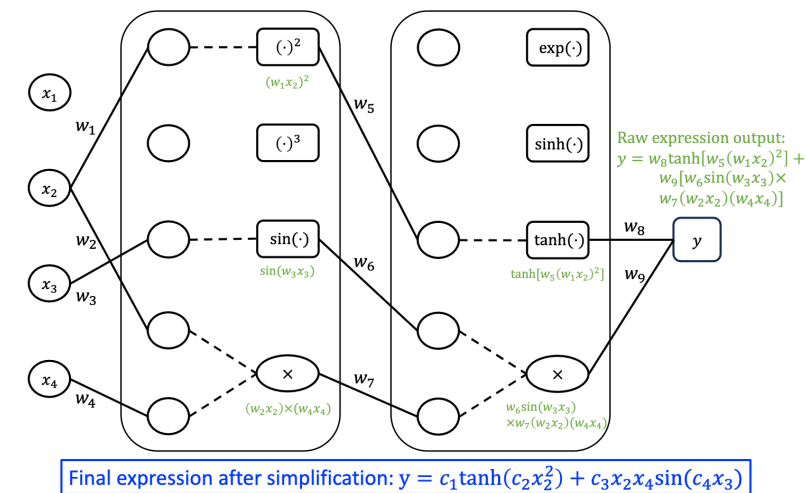 x₁
x₂
x₃
x₄
w₁
w₂
w₃
w₄
(·)²
(w₁x₂)²
(·)³
sin(·)
sin(w₃x₃)
×
(w₂x₂)×(w₄x₄)
w₅
w₆
w₇
exp(·)
sinh(·)
tanh(·)
tanh[w₅(w₁x₂)²]
×
w₆sin(w₃x₃)
×w₇(w₂x₂)(w₄x₄)
w₈
w₉
y
Raw expression output:
y = w₈tanh[w₅(w₁x₂)²] +
w₉[w₆sin(w₃x₃)×
w₇(w₂x₂)(w₄x₄)]
Final expression after simplification: y = c₁tanh(c₂x₂²) + c₃x₂x₄sin(c₄x₃)